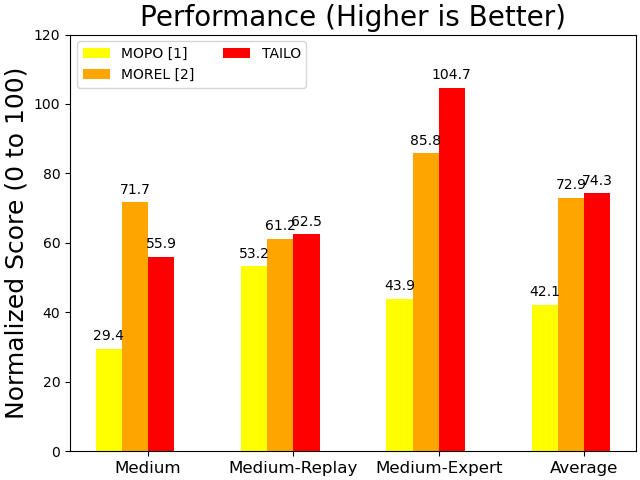 Performance (Higher is Better)
Normalized Score (0 to 100)
120
100
80
60
40
20
0
MOPO [1]
MOREL [2]
TAILO
29.4
71.7
55.9
53.2
61.2
62.5
43.9
85.8
104.7
42.1
72.9
74.3
Medium
Medium-Replay
Medium-Expert
Average